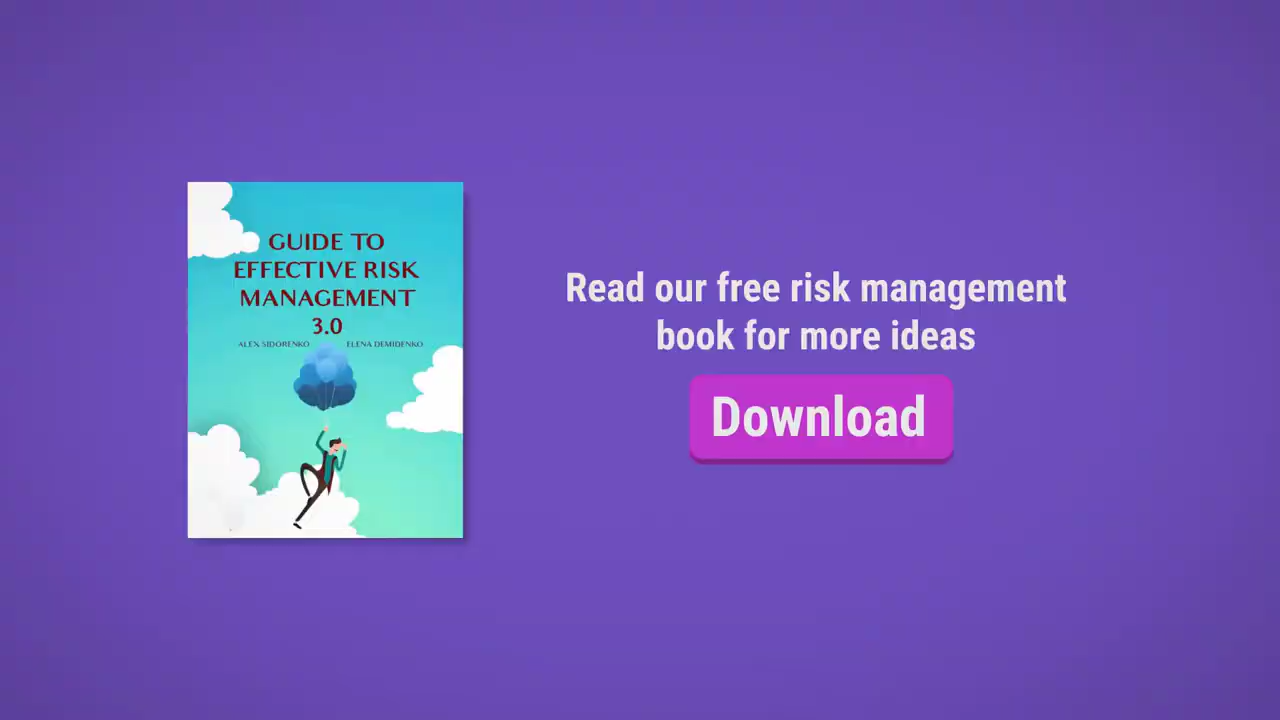 GUIDE TO
EFFECTIVE RISK
MANAGEMENT
3.0
ALEX SIDORENKO ELENA DEMIDENKO
Read our free risk management
book for more ideas
Download